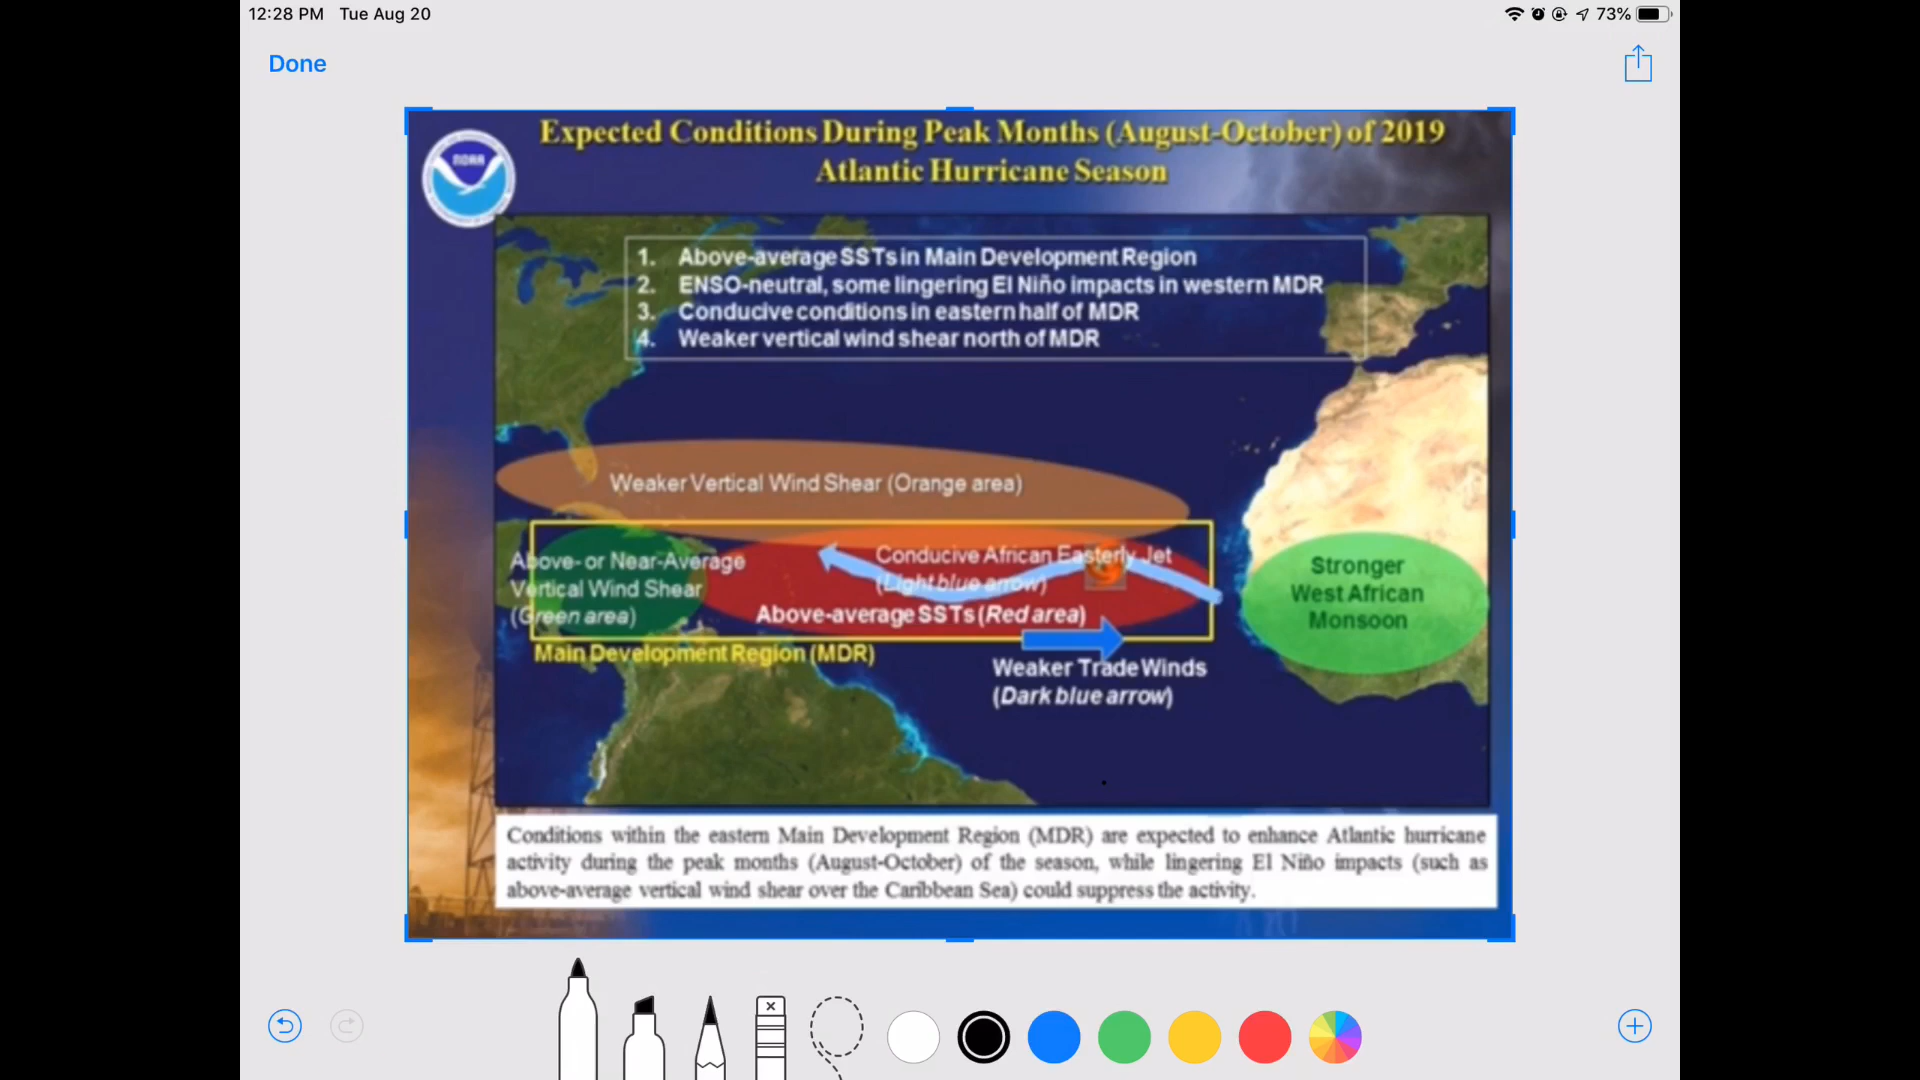 12:28 PM Tue Aug 20
73%
Done
NOAA
Expected Conditions During Peak Months (August-October) of 2019
Atlantic Hurricane Season
1. Above-average SSTs in Main Development Region
2. ENSO-neutral, some lingering El Niño impacts in western MDR
3. Conducive conditions in eastern half of MDR
4. Weaker vertical wind shear north of MDR
Weaker Vertical Wind Shear (Orange area)
Above- or Near-Average
Vertical Wind Shear
(Green area)
Conducive African Easterly Jet
(Light blue arrow)
Above-average SSTs (Red area)
Main Development Region (MDR)
Weaker Trade Winds
(Dark blue arrow)
Stronger
West African
Monsoon
Conditions within the eastern Main Development Region (MDR) are expected to enhance Atlantic hurricane
activity during the peak months (August-October) of the season, while lingering El Niño impacts (such as
above-average vertical wind shear over the Caribbean Sea) could suppress the activity.